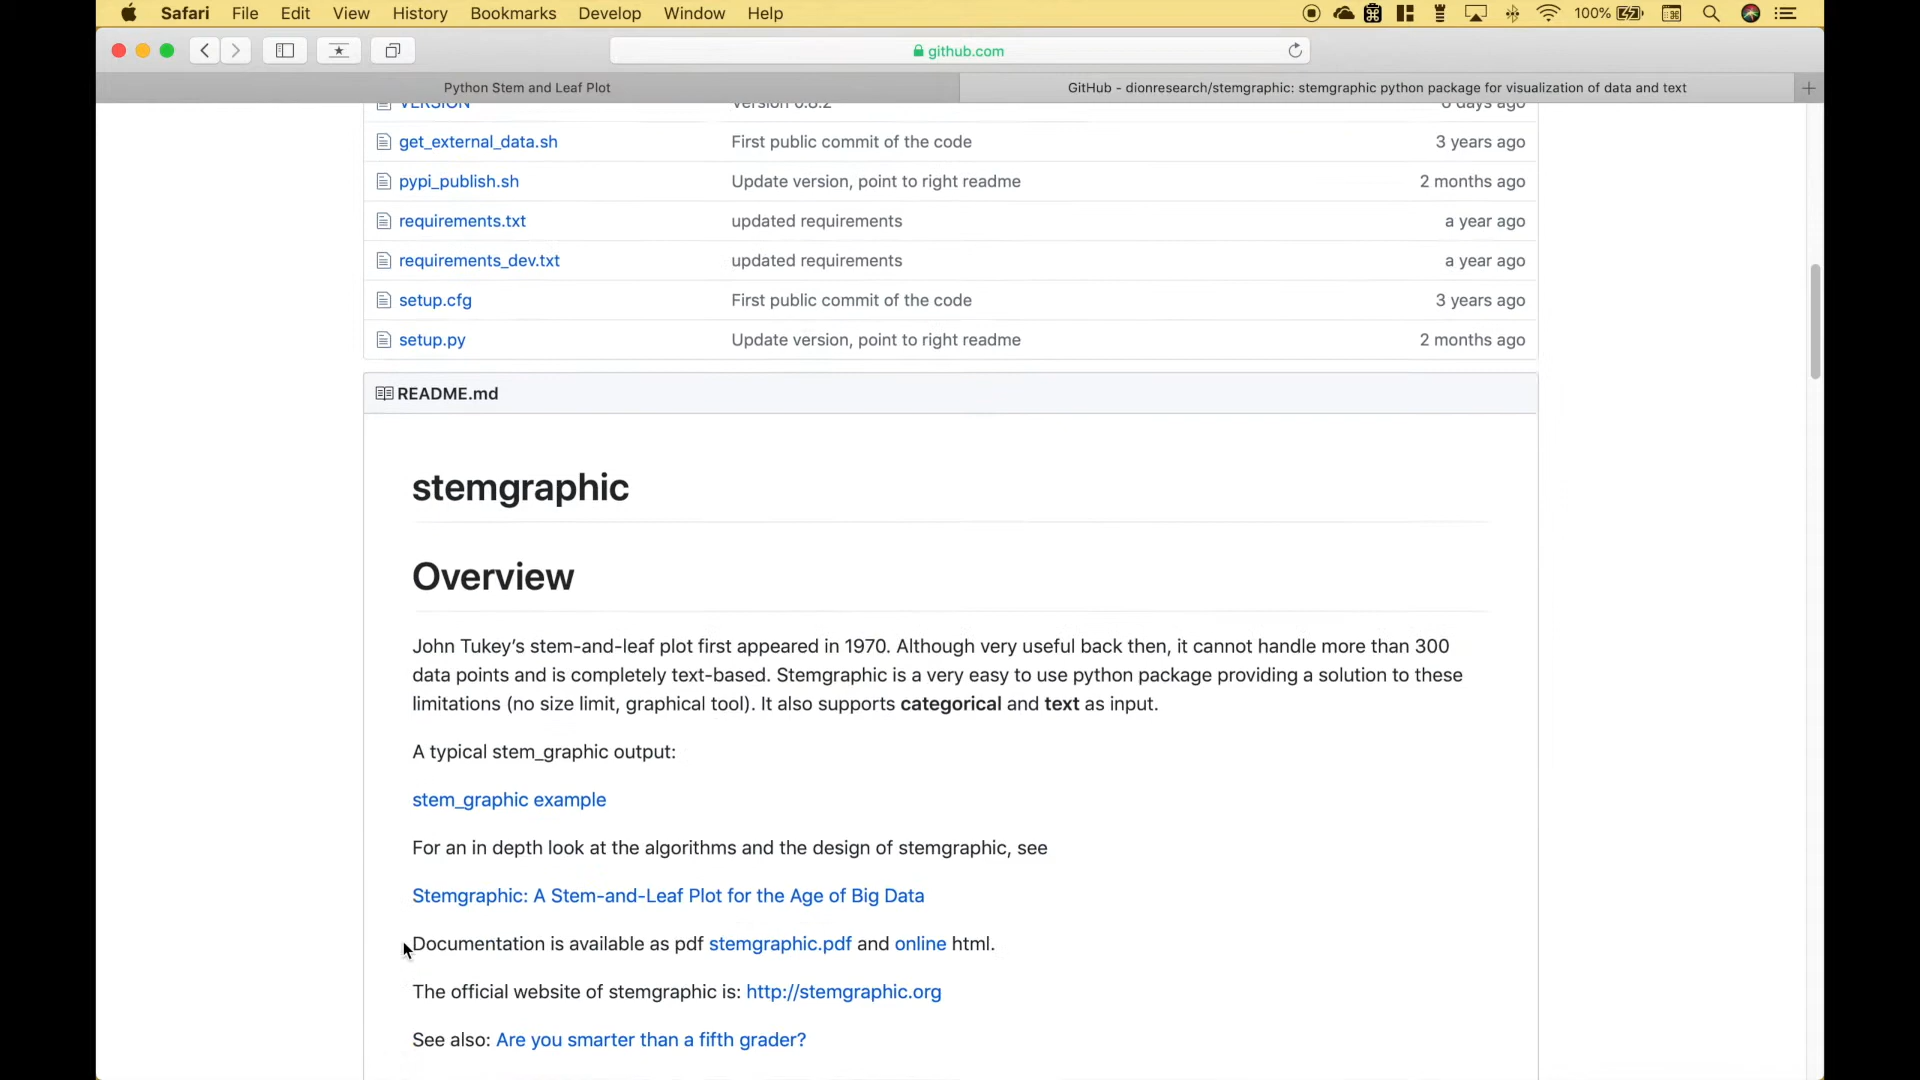 Safari File Edit View History Bookmarks Develop Window Help 100%
github.com
Python Stem and Leaf Plot
GitHub - dionresearch/stemgraphic: stemgraphic python package for visualization of data and text
VERSION Version 0.8.2 6 days ago
get_external_data.sh First public commit of the code 3 years ago
pypi_publish.sh Update version, point to right readme 2 months ago
requirements.txt updated requirements a year ago
requirements_dev.txt updated requirements a year ago
setup.cfg First public commit of the code 3 years ago
setup.py Update version, point to right readme 2 months ago
README.md
stemgraphic
Overview
John Tukey’s stem-and-leaf plot first appeared in 1970. Although very useful back then, it cannot handle more than 300
data points and is completely text-based. Stemgraphic is a very easy to use python package providing a solution to these
limitations (no size limit, graphical tool). It also supports categorical and text as input.
A typical stem_graphic output:
stem_graphic example
For an in depth look at the algorithms and the design of stemgraphic, see
Stemgraphic: A Stem-and-Leaf Plot for the Age of Big Data
Documentation is available as pdf stemgraphic.pdf and online html.
The official website of stemgraphic is: http://stemgraphic.org
See also: Are you smarter than a fifth grader?